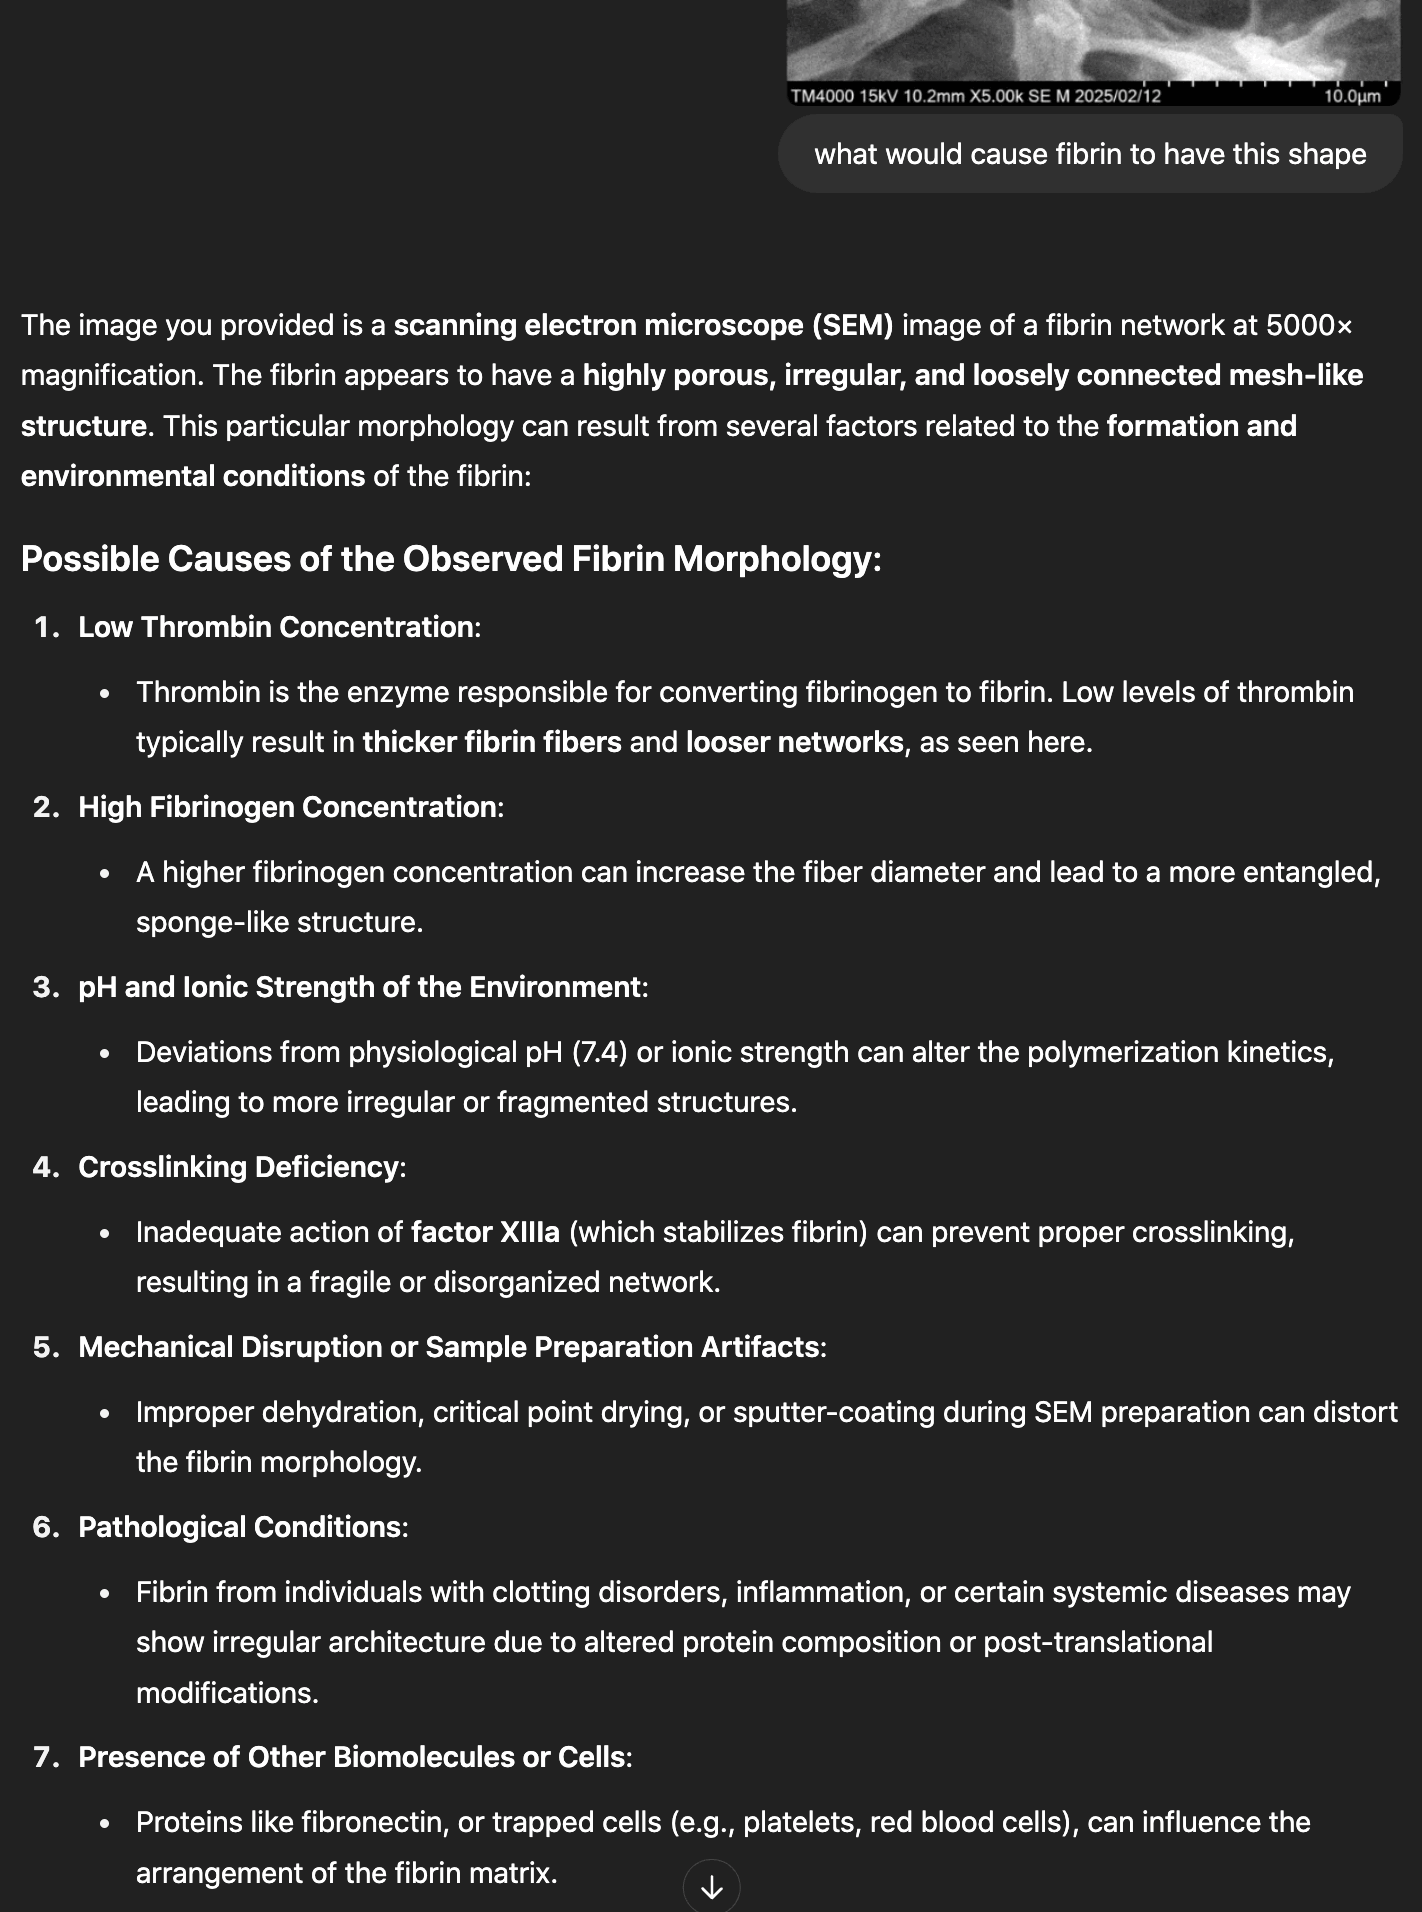 TM4000 15kV 10.2mm X5.00k SE M 2025/02/12 10.0µm
what would cause fibrin to have this shape
The image you provided is a scanning electron microscope (SEM) image of a fibrin network at 5000×
magnification. The fibrin appears to have a highly porous, irregular, and loosely connected mesh-like
structure. This particular morphology can result from several factors related to the formation and
environmental conditions of the fibrin:
Possible Causes of the Observed Fibrin Morphology:
1. Low Thrombin Concentration:
• Thrombin is the enzyme responsible for converting fibrinogen to fibrin. Low levels of thrombin
typically result in thicker fibrin fibers and looser networks, as seen here.
2. High Fibrinogen Concentration:
• A higher fibrinogen concentration can increase the fiber diameter and lead to a more entangled,
sponge-like structure.
3. pH and Ionic Strength of the Environment:
• Deviations from physiological pH (7.4) or ionic strength can alter the polymerization kinetics,
leading to more irregular or fragmented structures.
4. Crosslinking Deficiency:
• Inadequate action of factor XIIIa (which stabilizes fibrin) can prevent proper crosslinking,
resulting in a fragile or disorganized network.
5. Mechanical Disruption or Sample Preparation Artifacts:
• Improper dehydration, critical point drying, or sputter-coating during SEM preparation can distort
the fibrin morphology.
6. Pathological Conditions:
• Fibrin from individuals with clotting disorders, inflammation, or certain systemic diseases may
show irregular architecture due to altered protein composition or post-translational
modifications.
7. Presence of Other Biomolecules or Cells:
• Proteins like fibronectin, or trapped cells (e.g., platelets, red blood cells), can influence the
arrangement of the fibrin matrix.